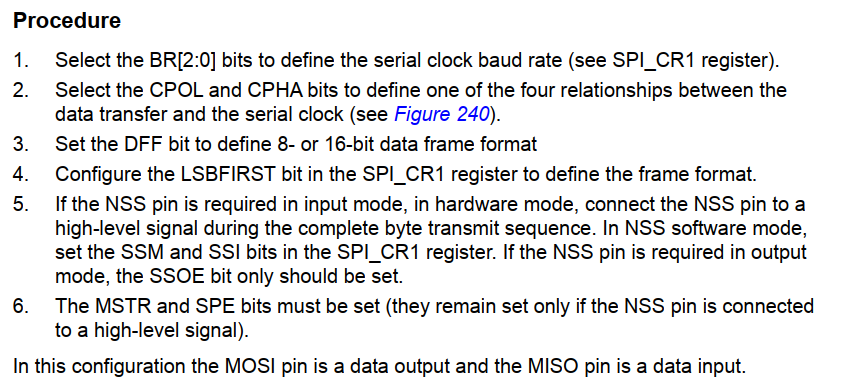 Procedure
1. Select the BR[2:0] bits to define the serial clock baud rate (see SPI_CR1 register).
2. Select the CPOL and CPHA bits to define one of the four relationships between the
data transfer and the serial clock (see Figure 240).
3. Set the DFF bit to define 8- or 16-bit data frame format
4. Configure the LSBFIRST bit in the SPI_CR1 register to define the frame format.
5. If the NSS pin is required in input mode, in hardware mode, connect the NSS pin to a
high-level signal during the complete byte transmit sequence. In NSS software mode,
set the SSM and SSI bits in the SPI_CR1 register. If the NSS pin is required in output
mode, the SSOE bit only should be set.
6. The MSTR and SPE bits must be set (they remain set only if the NSS pin is connected
to a high-level signal).
In this configuration the MOSI pin is a data output and the MISO pin is a data input.